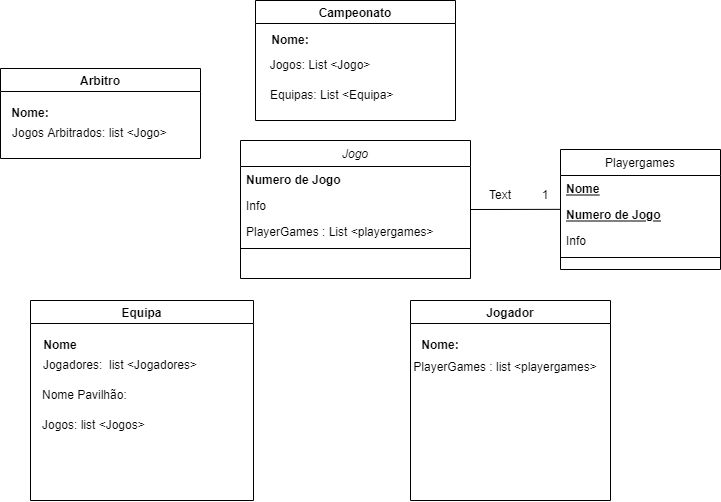 Campeonato
Nome:
Jogos: List <Jogo>
Equipas: List <Equipa>
Arbitro
Nome:
Jogos Arbitrados: list <Jogo>
Jogo
Numero de Jogo
Info
PlayerGames : List <playergames>
Text
1
Playergames
Nome
Numero de Jogo
Info
Equipa
Nome
Jogadores:  list <Jogadores>
Nome Pavilhão:
Jogos: list <Jogos>
Jogador
Nome:
PlayerGames : list <playergames>